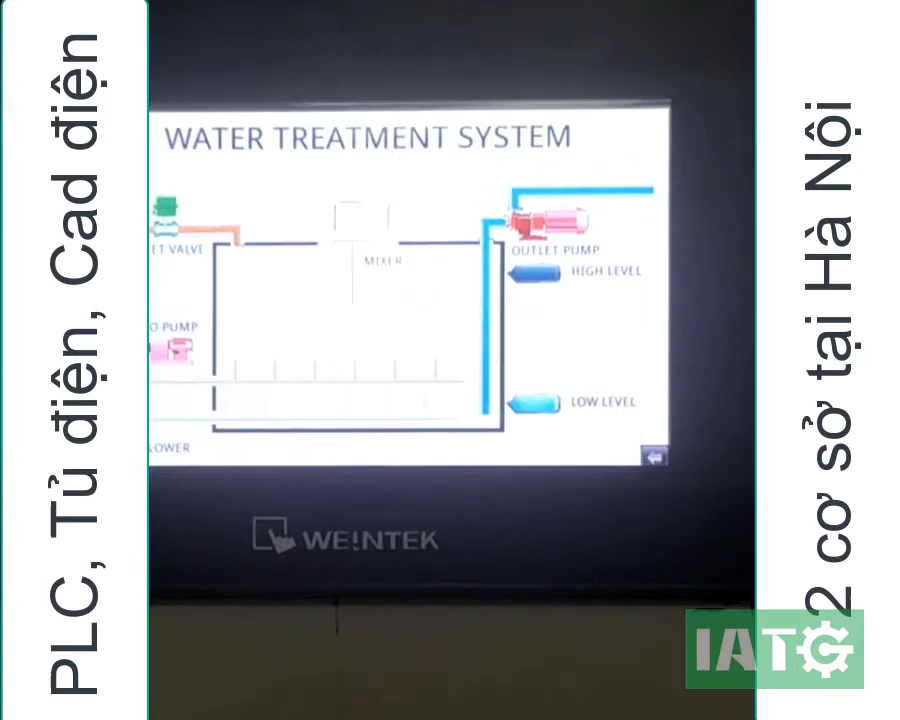 PLC, Tủ điện, Cad điện
WATER TREATMENT SYSTEM
ET VALVE
MIXER
OUTLET PUMP
HIGH LEVEL
O PUMP
LOW LEVEL
LOWER
WEINTEK
2 cơ sở tại Hà Nội
IATG